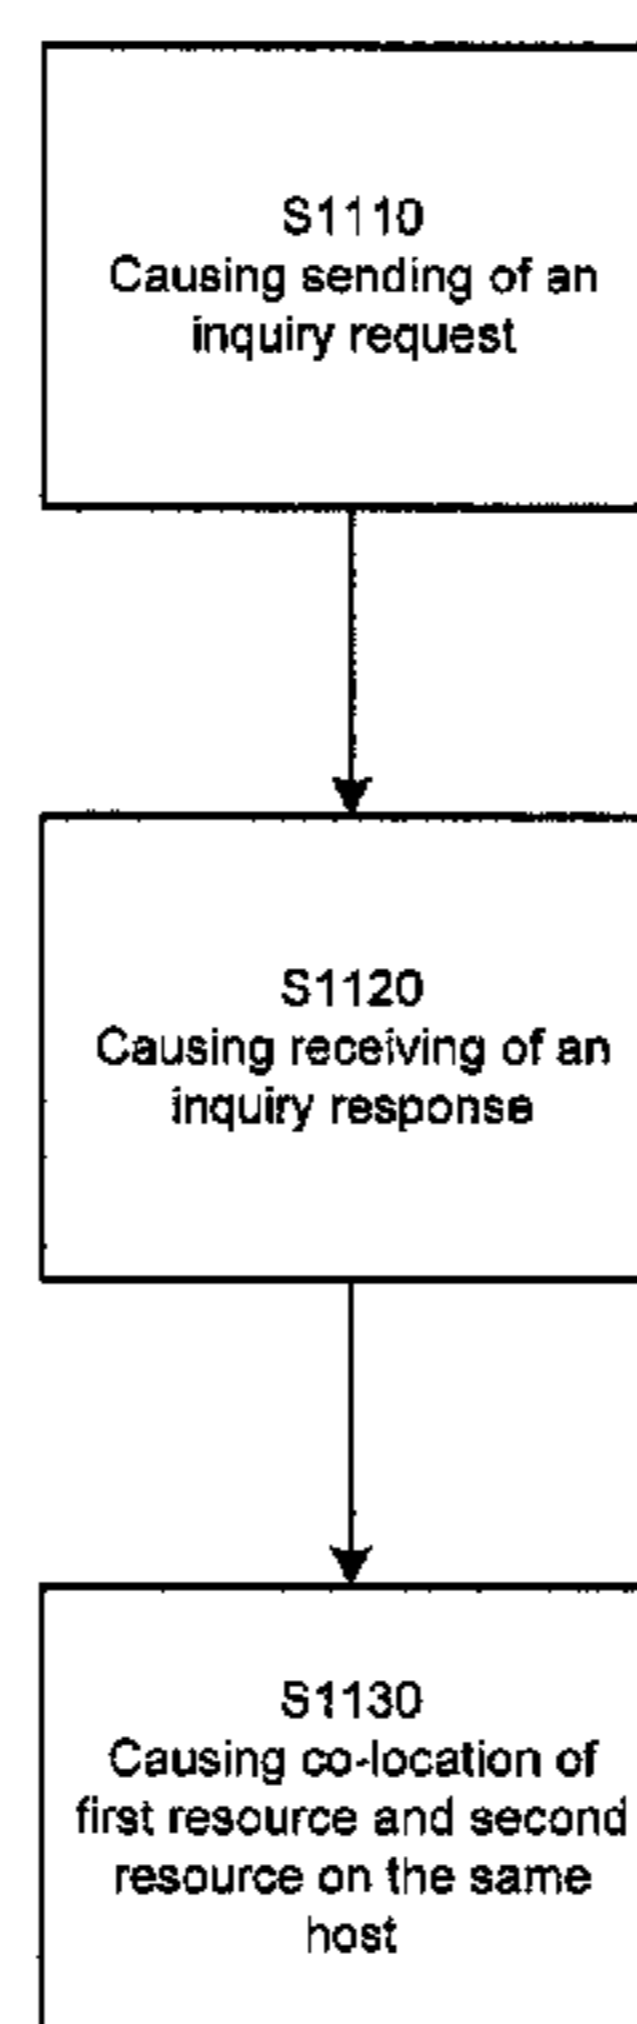 S1110
Causing sending of an
inquiry request
S1120
Causing receiving of an
inquiry response
S1130
Causing co-location of
first resource and second
resource on the same
host